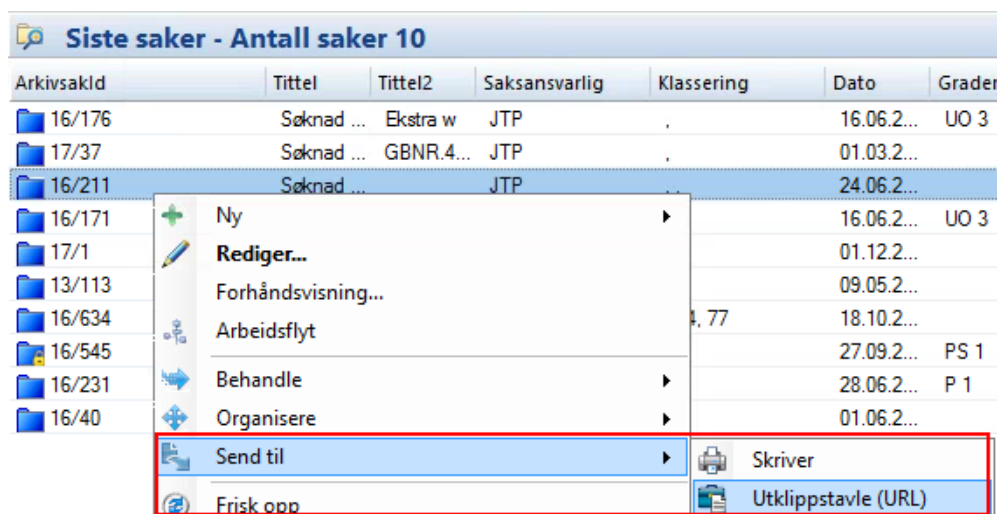 Siste saker - Antall saker 10
ArkivsakId Tittel Tittel2 Saksansvarlig Klassering Dato Grader
16/176 Søknad ... Ekstra w JTP , 16.06.2... UO 3
17/37 Søknad ... GBNR.4... JTP , 01.03.2...
16/211 Søknad ... JTP , , 24.06.2...
16/171 16.06.2... UO 3
17/1 01.12.2...
13/113 09.05.2...
16/634 4, 77 18.10.2...
16/545 27.09.2... PS 1
16/231 28.06.2... P 1
16/40 01.06.2...
Ny
Rediger...
Forhåndsvisning...
Arbeidsflyt
Behandle
Organisere
Send til
Frisk opp
Skriver
Utklippstavle (URL)